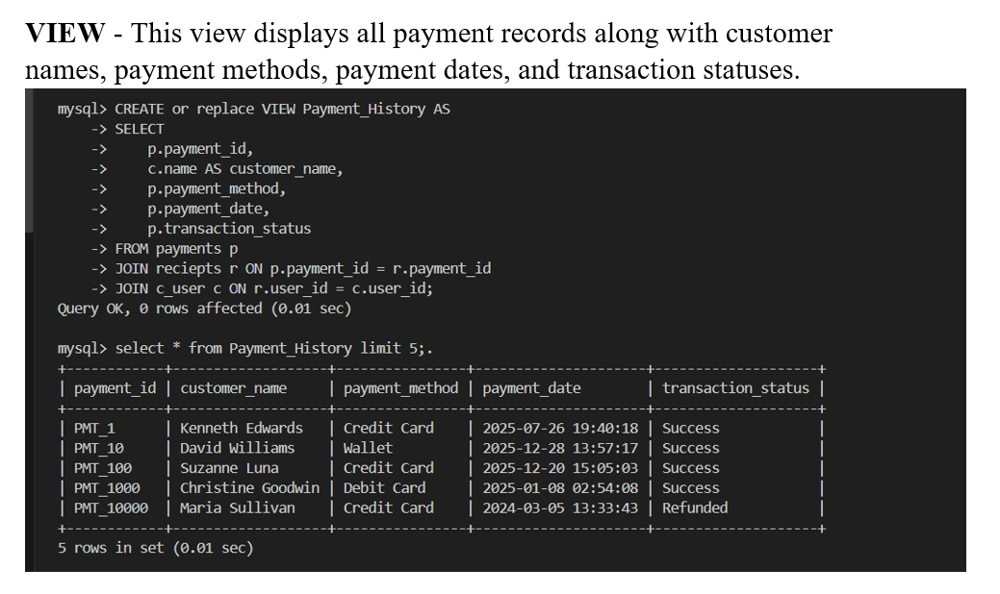 VIEW - This view displays all payment records along with customer
names, payment methods, payment dates, and transaction statuses.
mysql> CREATE or replace VIEW Payment_History AS
    -> SELECT
    ->     p.payment_id,
    ->     c.name AS customer_name,
    ->     p.payment_method,
    ->     p.payment_date,
    ->     p.transaction_status
    -> FROM payments p
    -> JOIN reciepts r ON p.payment_id = r.payment_id
    -> JOIN c_user c ON r.user_id = c.user_id;
Query OK, 0 rows affected (0.01 sec)
mysql> select * from Payment_History limit 5;.
+------------+-------------------+----------------+---------------------+--------------------+
| payment_id | customer_name     | payment_method | payment_date        | transaction_status |
+------------+-------------------+----------------+---------------------+--------------------+
| PMT_1      | Kenneth Edwards   | Credit Card    | 2025-07-26 19:40:18 | Success            |
| PMT_10     | David Williams    | Wallet         | 2025-12-28 13:57:17 | Success            |
| PMT_100    | Suzanne Luna      | Credit Card    | 2025-12-20 15:05:03 | Success            |
| PMT_1000   | Christine Goodwin | Debit Card     | 2025-01-08 02:54:08 | Success            |
| PMT_10000  | Maria Sullivan    | Credit Card    | 2024-03-05 13:33:43 | Refunded           |
+------------+-------------------+----------------+---------------------+--------------------+
5 rows in set (0.01 sec)